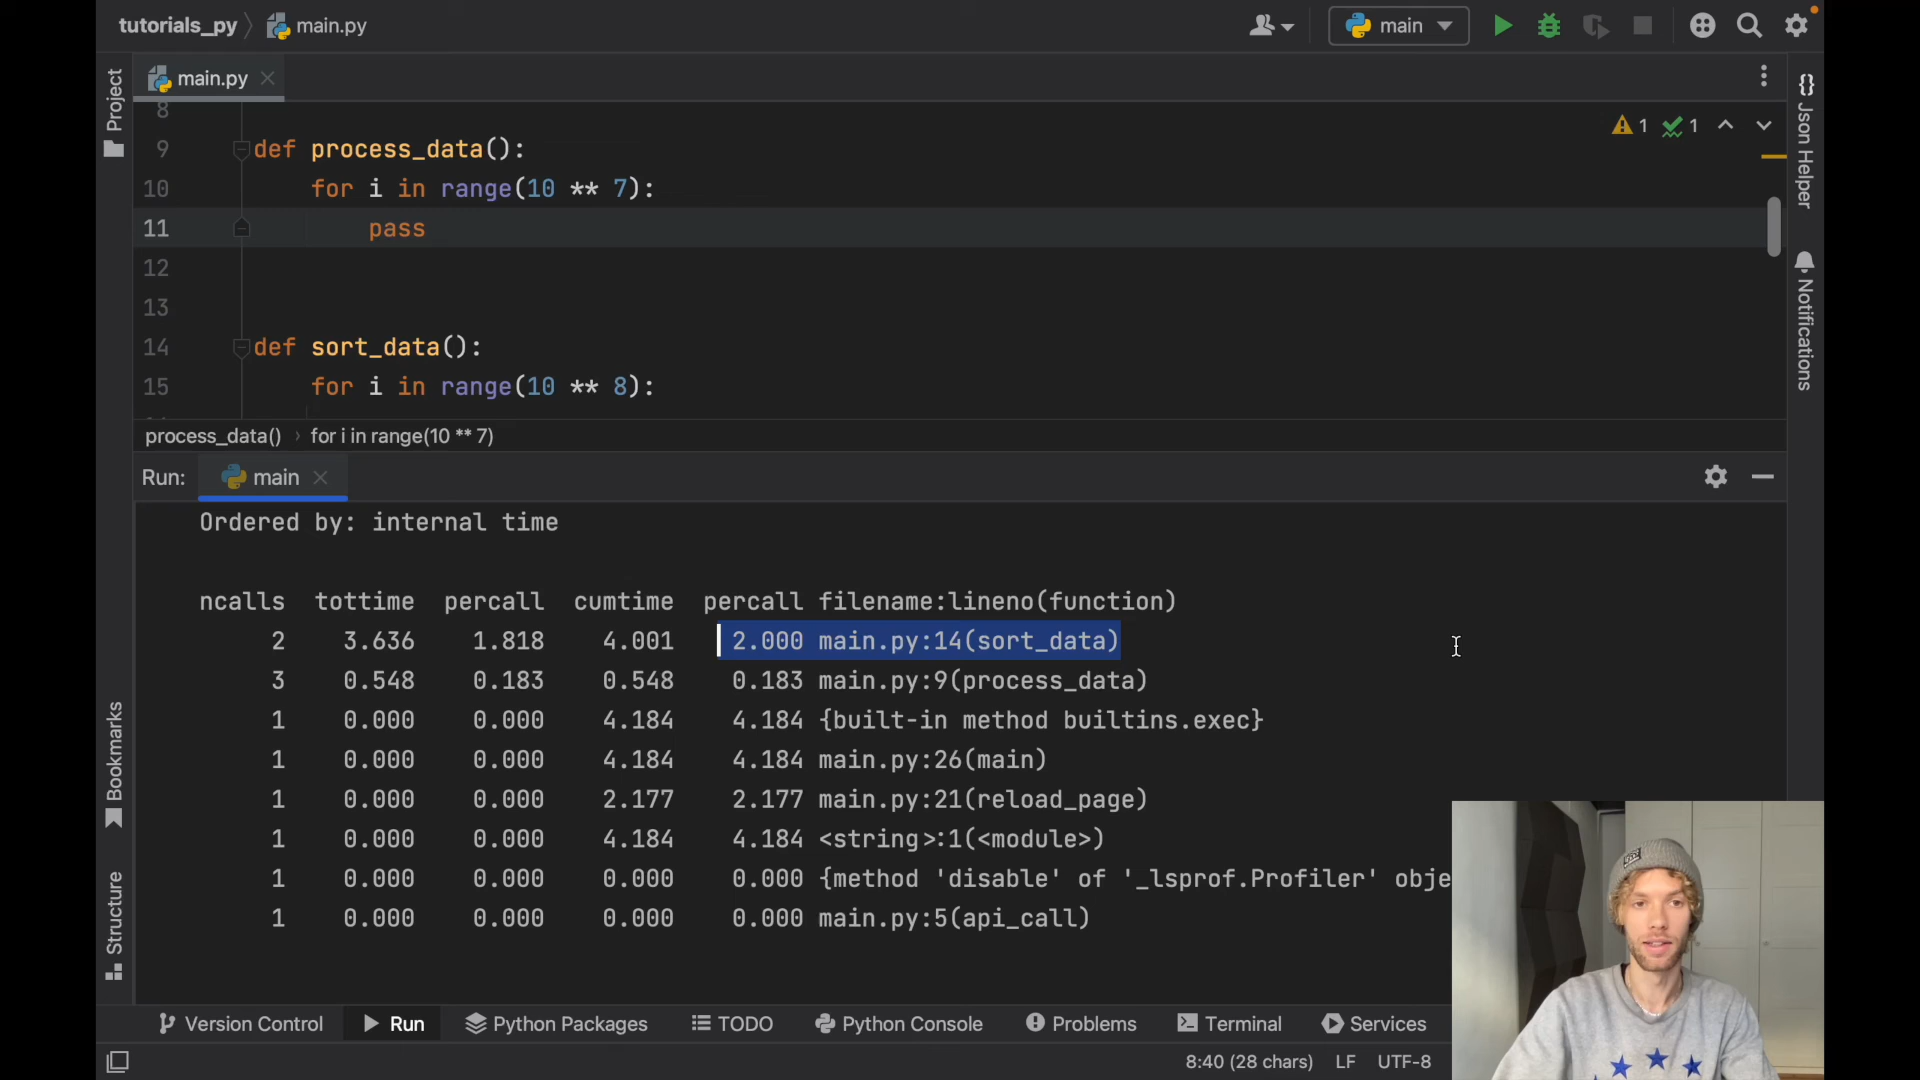 tutorials_py main.py main
Project
main.py
8
9 def process_data():
10 for i in range(10 ** 7):
11 pass
12
13
14 def sort_data():
15 for i in range(10 ** 8):
1 1
process_data() › for i in range(10 ** 7)
Json Helper
Notifications
Run: main
Ordered by: internal time
ncalls tottime percall cumtime percall filename:lineno(function)
2 3.636 1.818 4.001 2.000 main.py:14(sort_data)
3 0.548 0.183 0.548 0.183 main.py:9(process_data)
1 0.000 0.000 4.184 4.184 {built-in method builtins.exec}
1 0.000 0.000 4.184 4.184 main.py:26(main)
1 0.000 0.000 2.177 2.177 main.py:21(reload_page)
1 0.000 0.000 4.184 4.184 <string>:1(<module>)
1 0.000 0.000 0.000 0.000 {method 'disable' of '_lsprof.Profiler' obje
1 0.000 0.000 0.000 0.000 main.py:5(api_call)
Bookmarks
Structure
Version Control Run Python Packages TODO Python Console Problems Terminal Services
8:40 (28 chars) LF UTF-8